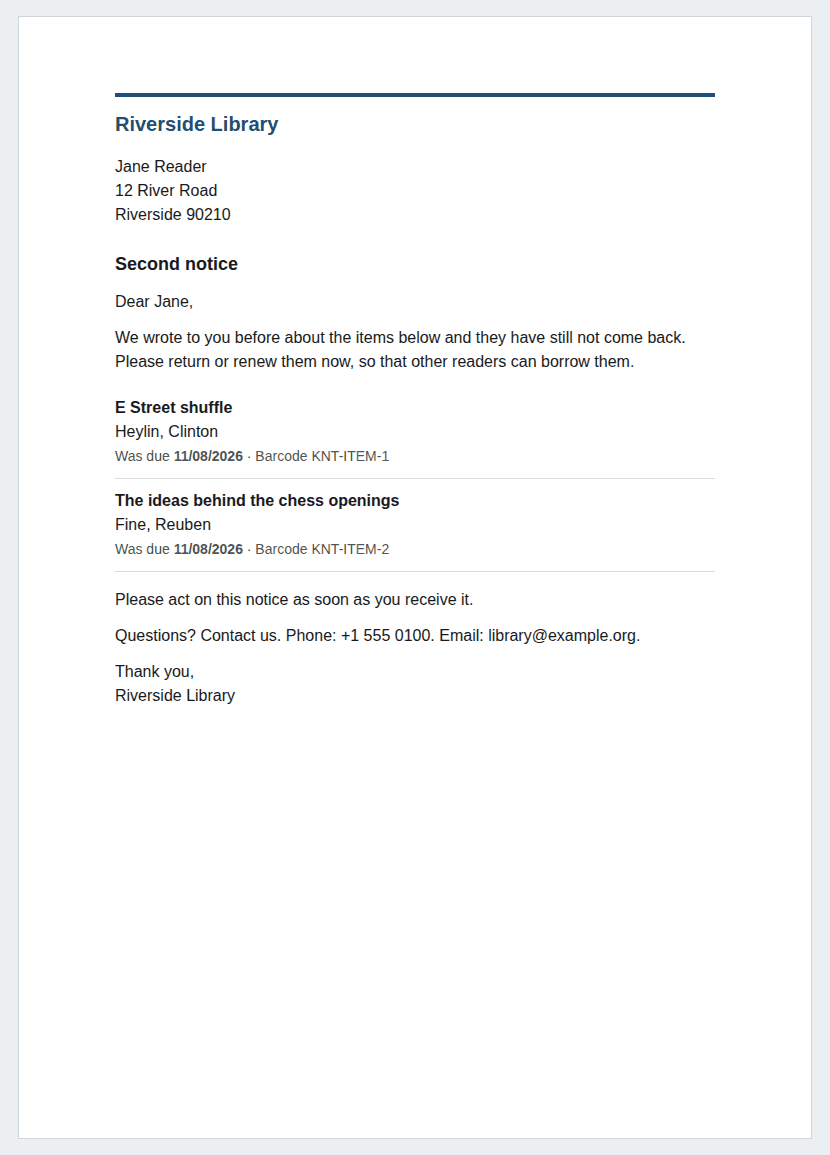 Riverside Library
Jane Reader
12 River Road
Riverside 90210
Second notice
Dear Jane,
We wrote to you before about the items below and they have still not come back.
Please return or renew them now, so that other readers can borrow them.
E Street shuffle
Heylin, Clinton
Was due 11/08/2026 · Barcode KNT-ITEM-1
The ideas behind the chess openings
Fine, Reuben
Was due 11/08/2026 · Barcode KNT-ITEM-2
Please act on this notice as soon as you receive it.
Questions? Contact us. Phone: +1 555 0100. Email: library@example.org.
Thank you,
Riverside Library